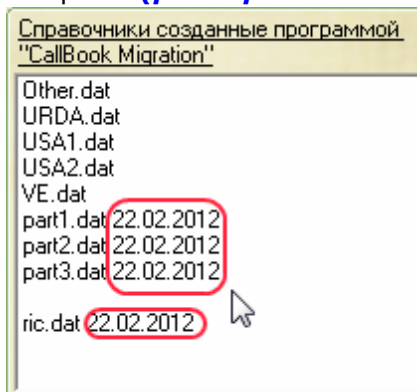 Справочники созданные программой
"CallBook Migration"
Other.dat
URDA.dat
USA1.dat
USA2.dat
VE.dat
part1.dat 22.02.2012
part2.dat 22.02.2012
part3.dat 22.02.2012
ric.dat 22.02.2012